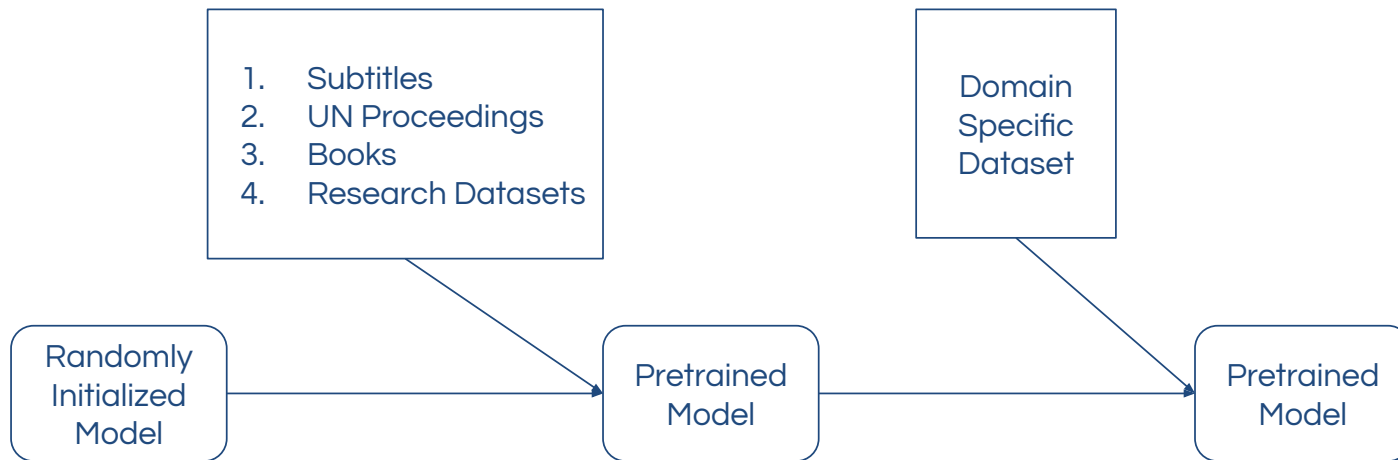 1. Subtitles
2. UN Proceedings
3. Books
4. Research Datasets
Domain
Specific
Dataset
Randomly
Initialized
Model
Pretrained
Model
Pretrained
Model